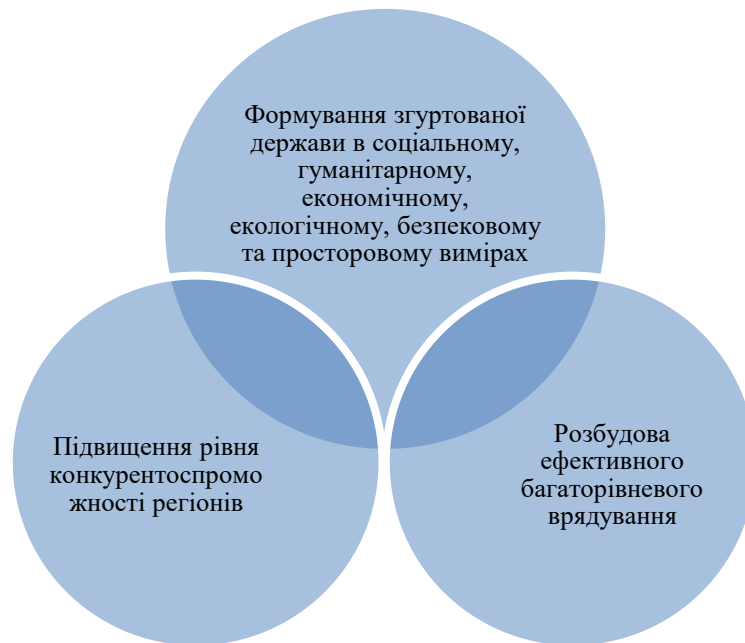 Формування згуртованої
держави в соціальному,
гуманітарному,
економічному,
екологічному, безпековому
та просторовому вимірах
Підвищення рівня
конкурентоспромо
жності регіонів
Розбудова
ефективного
багаторівневого
врядування